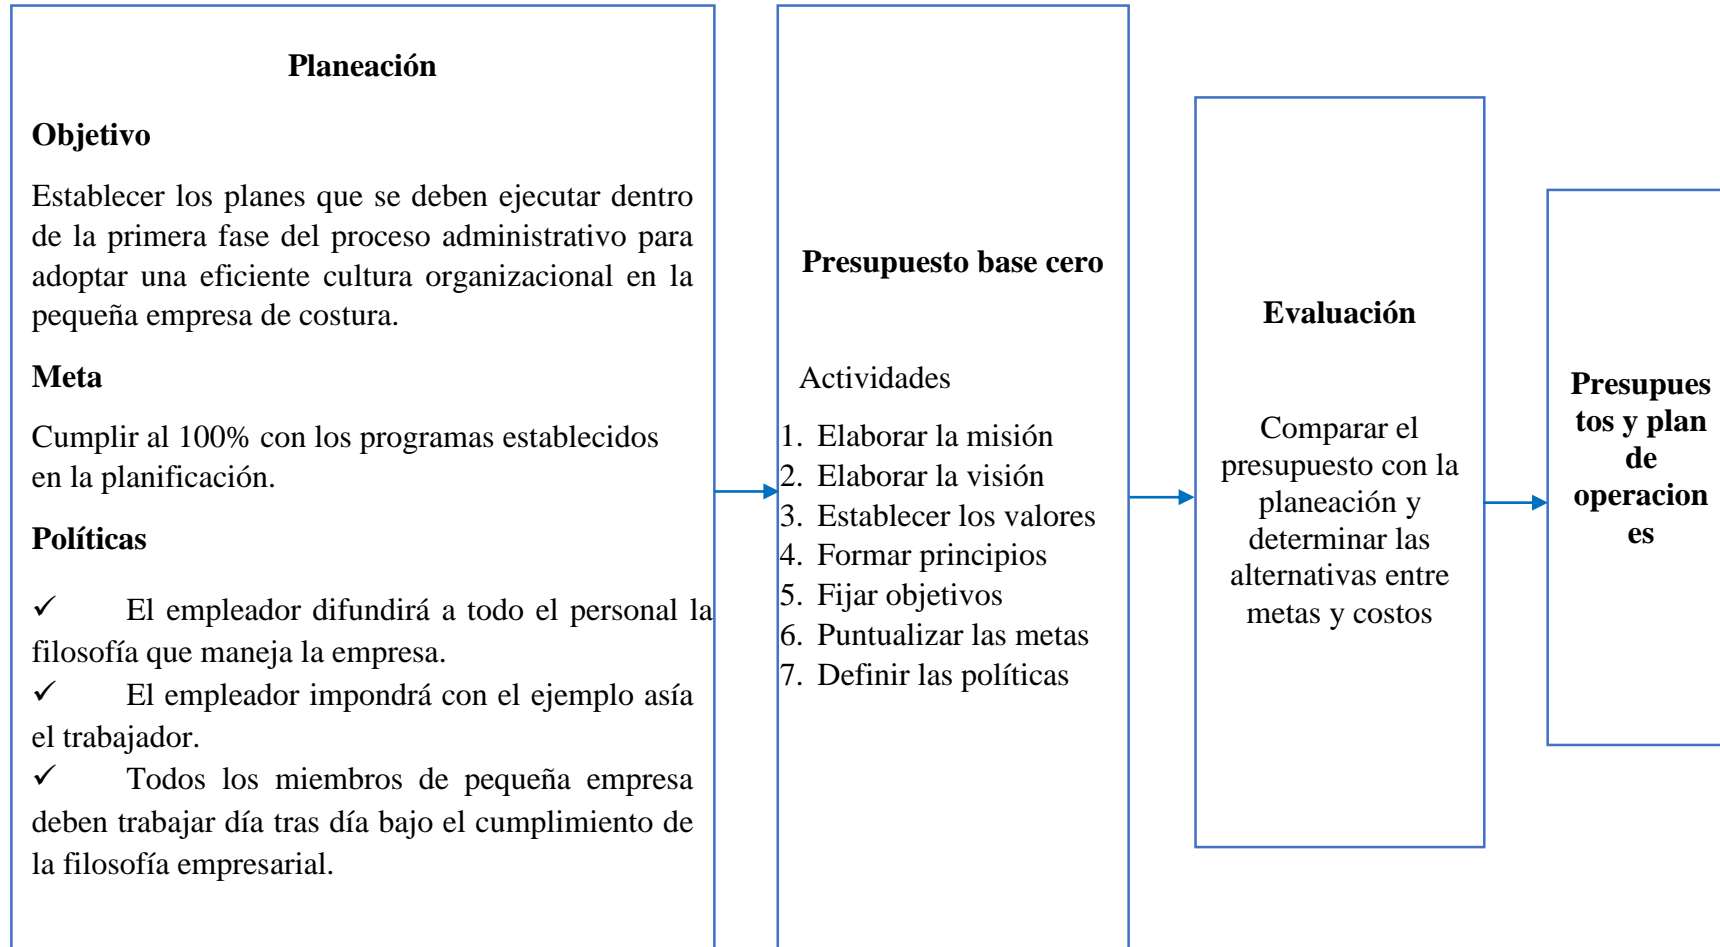 Planeación
Objetivo
Establecer los planes que se deben ejecutar dentro
de la primera fase del proceso administrativo para
adoptar una eficiente cultura organizacional en la
pequeña empresa de costura.
Meta
Cumplir al 100% con los programas establecidos
en la planificación.
Políticas
✓ El empleador difundirá a todo el personal la
filosofía que maneja la empresa.
✓ El empleador impondrá con el ejemplo asía
el trabajador.
✓ Todos los miembros de pequeña empresa
deben trabajar día tras día bajo el cumplimiento de
la filosofía empresarial.
Presupuesto base cero
Actividades
1. Elaborar la misión
2. Elaborar la visión
3. Establecer los valores
4. Formar principios
5. Fijar objetivos
6. Puntualizar las metas
7. Definir las políticas
Evaluación
Comparar el
presupuesto con la
planeación y
determinar las
alternativas entre
metas y costos
Presupues
tos y plan
de
operacion
es